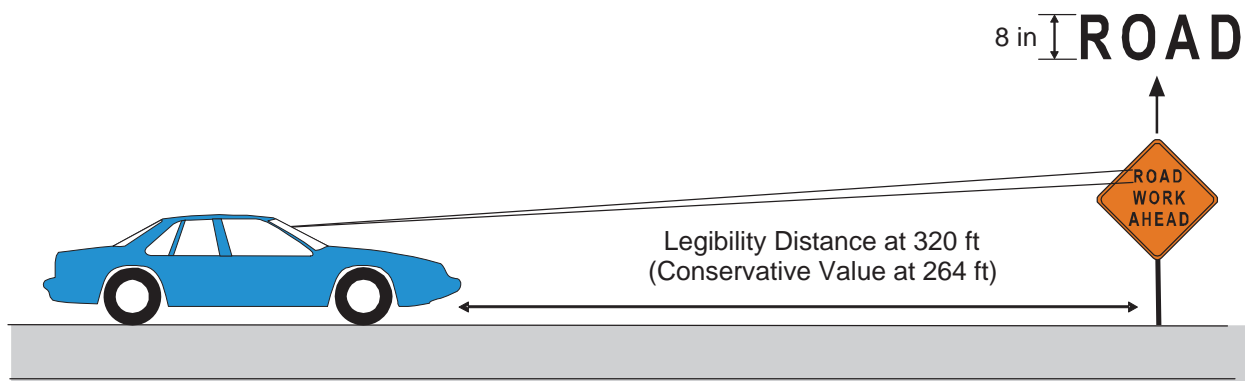 8 in ROAD
ROAD
WORK
AHEAD
Legibility Distance at 320 ft
(Conservative Value at 264 ft)